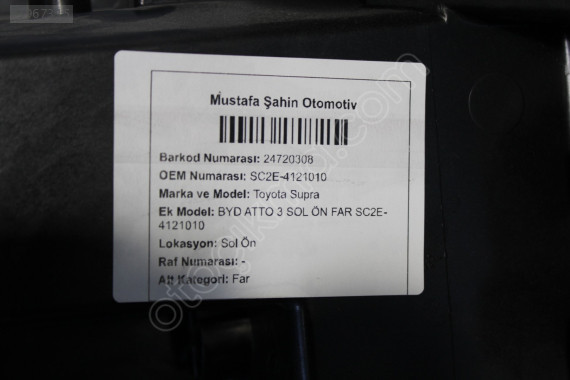 Mustafa Şahin Otomotiv
Barkod Numarası: 24720308
OEM Numarası: SC2E-4121010
Marka ve Model: Toyota Supra
Ek Model: BYD ATTO 3 SOL ÖN FAR SC2E-
4121010
Lokasyon: Sol Ön
Raf Numarası: -
Alt Kategori: Far